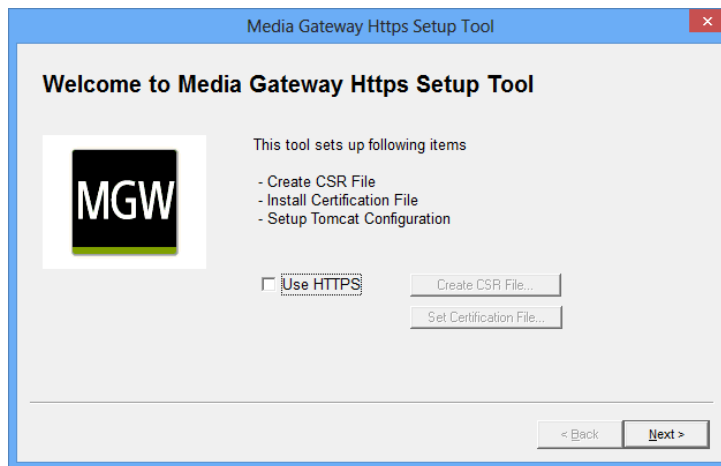 Media Gateway Https Setup Tool
Welcome to Media Gateway Https Setup Tool
MGW
This tool sets up following items
- Create CSR File
- Install Certification File
- Setup Tomcat Configuration
Use HTTPS
Create CSR File...
Set Certification File...
< Back
Next >